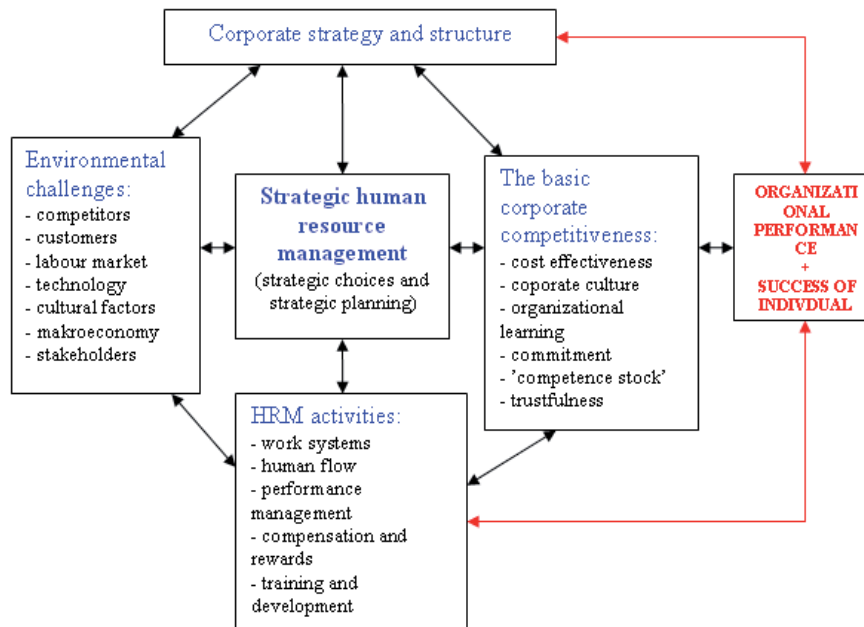 Corporate strategy and structure
Environmental
challenges:
- competitors
- customers
- labour market
- technology
- cultural factors
- makroeconomy
- stakeholders
Strategic human
resource
management
(strategic choices and
strategic planning)
The basic
corporate
competitiveness:
- cost effectiveness
- coporate culture
- organizational
learning
- commitment
- 'competence stock'
- trustfulness
ORGANIZATI
ONAL
PERFORMAN
CE
+
SUCCESS OF
INDIVDUAL
HRM activities:
- work systems
- human flow
- performance
management
- compensation and
rewards
- training and
development